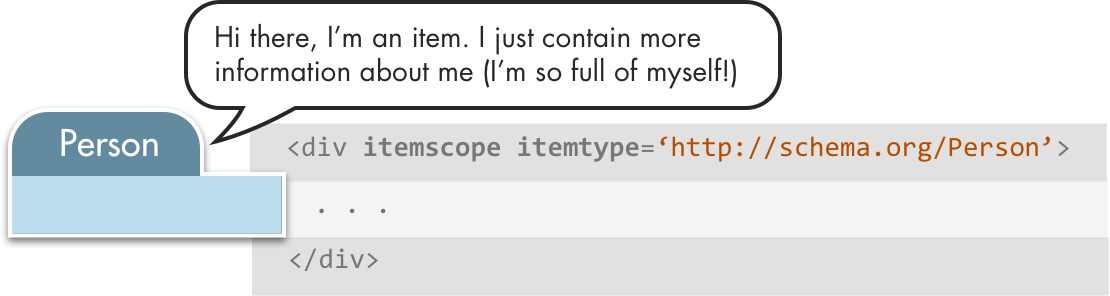 Hi there, I’m an item. I just contain more
information about me (I’m so full of myself!)
Person
<div itemscope itemtype=‘http://schema.org/Person’>
. . .
</div>